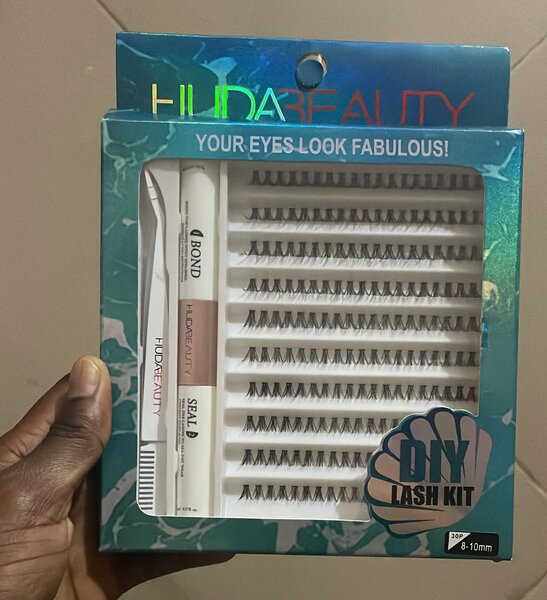 HUDABEAUTY
YOUR EYES LOOK FABULOUS!
BOND
HUDABEAUTY
SEAL
HUDABEAUTY
DIY
LASH KIT
30P
8-10mm